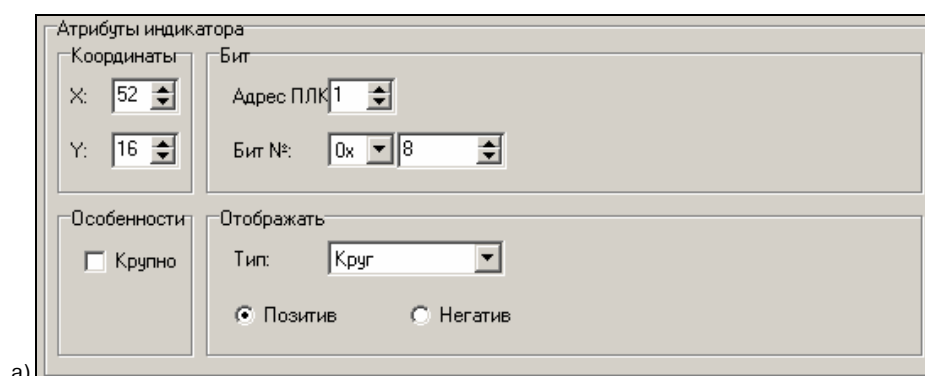 Атрибуты индикатора
Координаты
X: 52
Y: 16
Бит
Адрес ПЛК 1
Бит №: 0x 8
Особенности
Крупно
Отображать
Тип: Круг
Позитив Негатив
а)